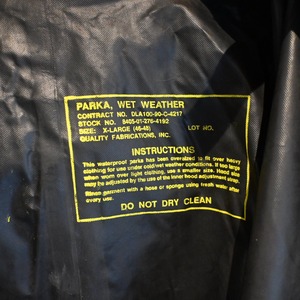 PARKA, WET WEATHER
CONTRACT NO. DLA100-90-C-4217
STOCK NO. 8405-01-276-4192
SIZE: X-LARGE (46-48) LOT NO.
QUALITY FABRICATIONS, INC.
INSTRUCTIONS
This waterproof parka has been oversized to fit over heavy
clothing for use under cold/wet weather conditions. If too large
when worn over light clothing, use a smaller size. Hood size
may be adjusted by the use of the inner hood adjustment strap.
Rinse garment with a hose or sponge using fresh water after
every use.
DO NOT DRY CLEAN